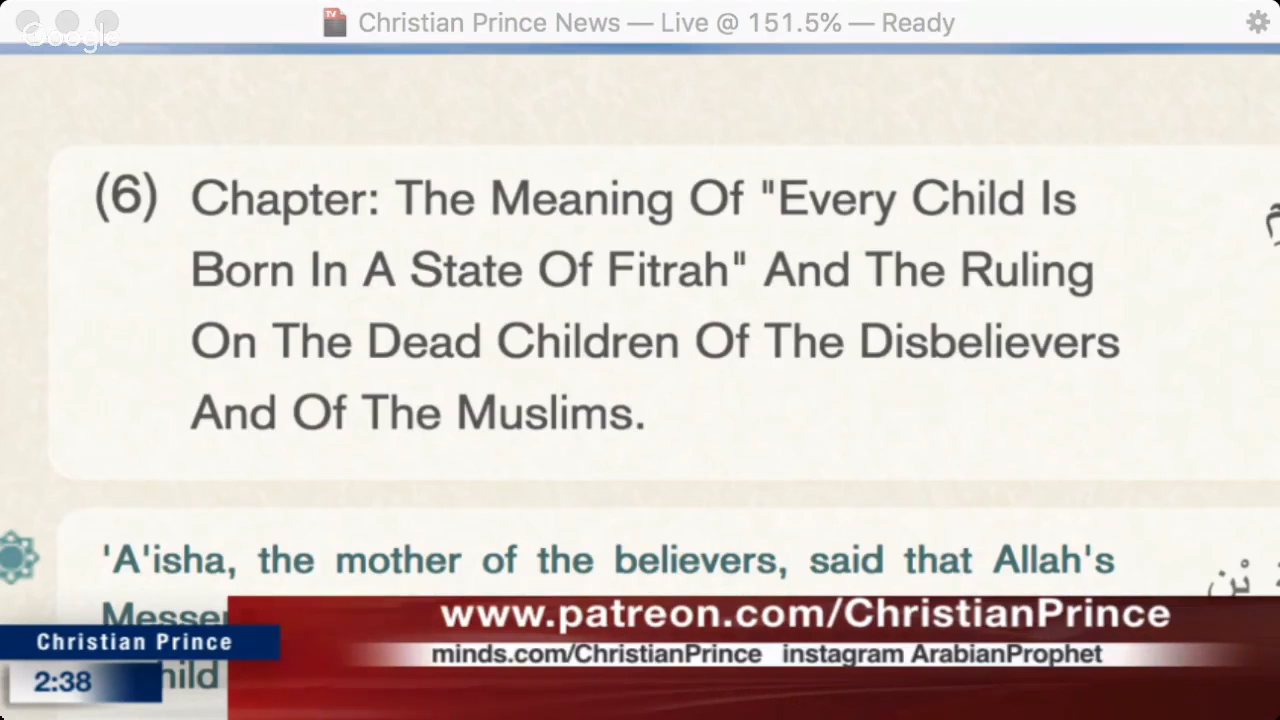 Christian Prince News — Live @ 151.5% — Ready
Google
(6) Chapter: The Meaning Of "Every Child Is
Born In A State Of Fitrah" And The Ruling
On The Dead Children Of The Disbelievers
And Of The Muslims.
'A'isha, the mother of the believers, said that Allah's
www.patreon.com/ChristianPrince
Christian Prince
minds.com/ChristianPrince instagram ArabianProphet
2:38